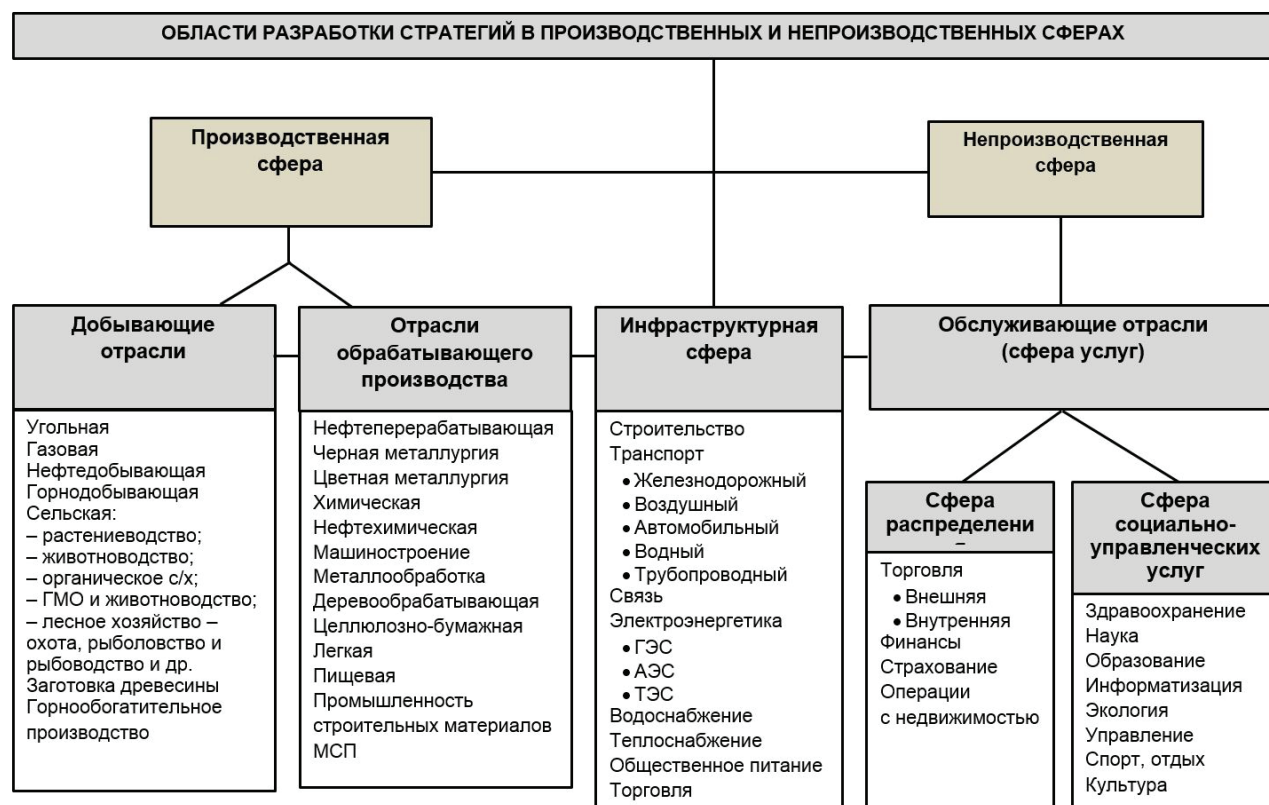 ОБЛАСТИ РАЗРАБОТКИ СТРАТЕГИЙ В ПРОИЗВОДСТВЕННЫХ И НЕПРОИЗВОДСТВЕННЫХ СФЕРАХ
Производственная
сфера
Непроизводственная
сфера
Добывающие
отрасли
Угольная
Газовая
Нефтедобывающая
Горнодобывающая
Сельская:
– растениеводство;
– животноводство;
– органическое с/х;
– ГМО и животноводство;
– лесное хозяйство –
охота, рыболовство и
рыбоводство и др.
Заготовка древесины
Горнообогатительное
производство
Отрасли
обрабатывающего
производства
Нефтеперерабатывающая
Черная металлургия
Цветная металлургия
Химическая
Нефтехимическая
Машиностроение
Металлообработка
Деревообрабатывающая
Целлюлозно-бумажная
Легкая
Пищевая
Промышленность
строительных материалов
МСП
Инфраструктурная
сфера
Строительство
Транспорт
• Железнодорожный
• Воздушный
• Автомобильный
• Водный
• Трубопроводный
Связь
Электроэнергетика
• ГЭС
• АЭС
• ТЭС
Водоснабжение
Теплоснабжение
Общественное питание
Торговля
Обслуживающие отрасли
(сфера услуг)
Сфера
распределени
Торговля
• Внешняя
• Внутренняя
Финансы
Страхование
Операции
с недвижимостью
Сфера
социально-
управленческих
услуг
Здравоохранение
Наука
Образование
Информатизация
Экология
Управление
Спорт, отдых
Культура